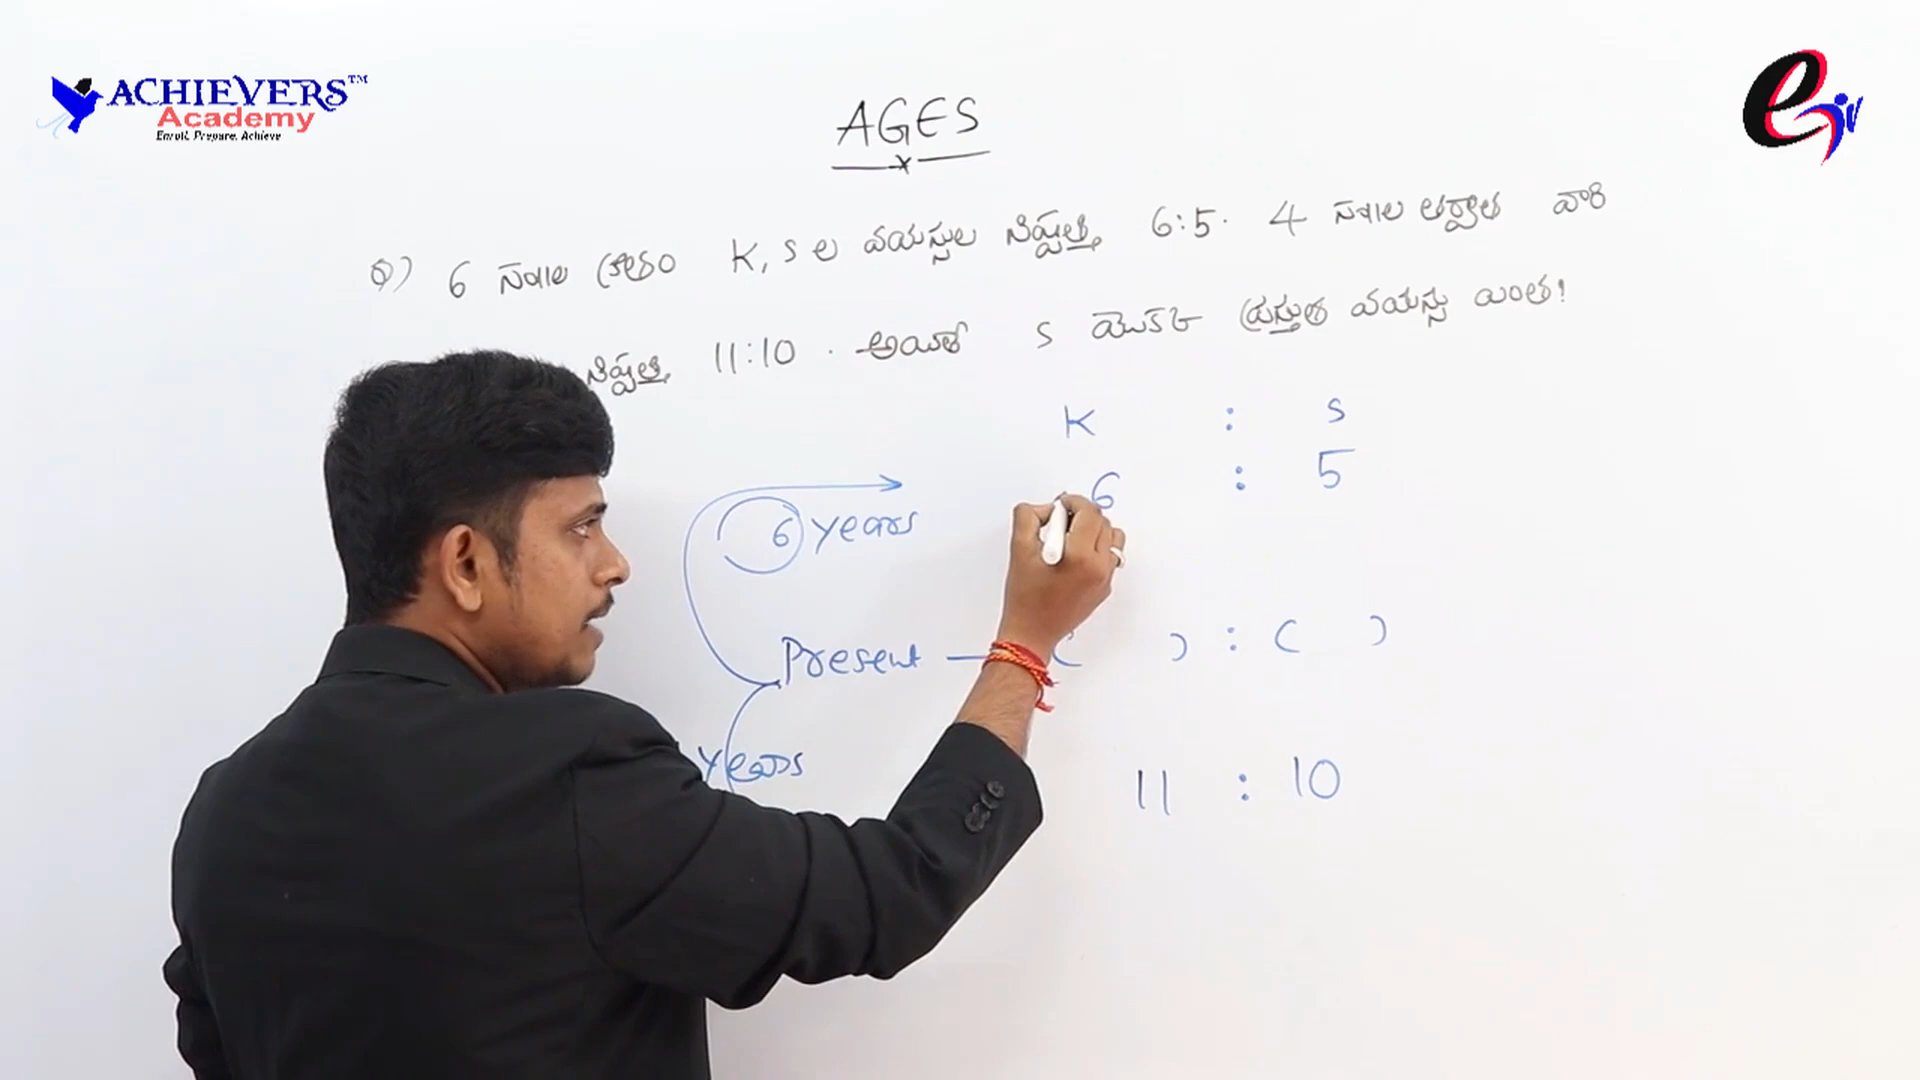 ACHIEVERS™
Academy
Enroll. Prepare. Achieve
AGES
Q) 6 సం॥ల క్రితం K, S ల వయస్సుల నిష్పత్తి 6:5. 4 సం॥ల తర్వాత వారి
నిష్పత్తి 11:10. అయితే S యొక్క ప్రస్తుత వయస్సు ఎంత?
K : S
6 years 6 : 5
Present — ( ) : ( )
years 11 : 10